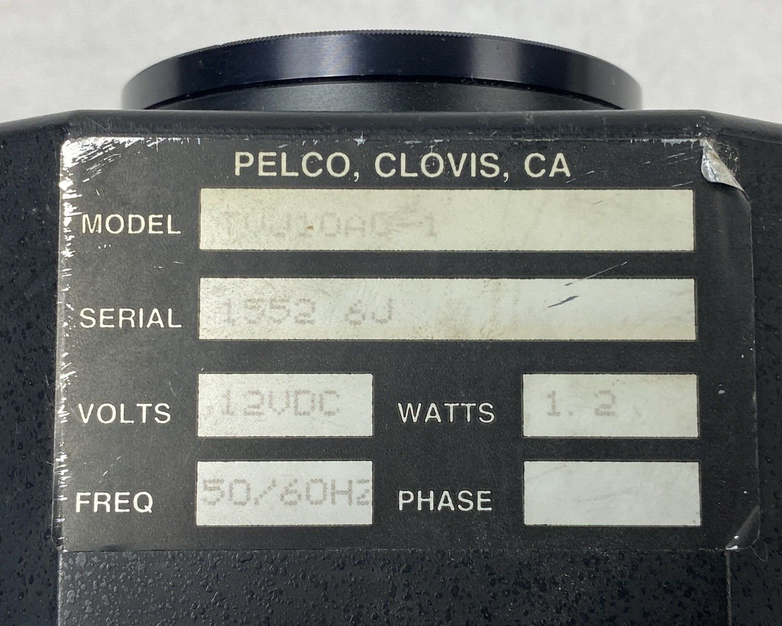 PELCO, CLOVIS, CA
MODEL
SERIAL 1552 6J
VOLTS 12VDC WATTS 1.2
FREQ 50/60HZ PHASE